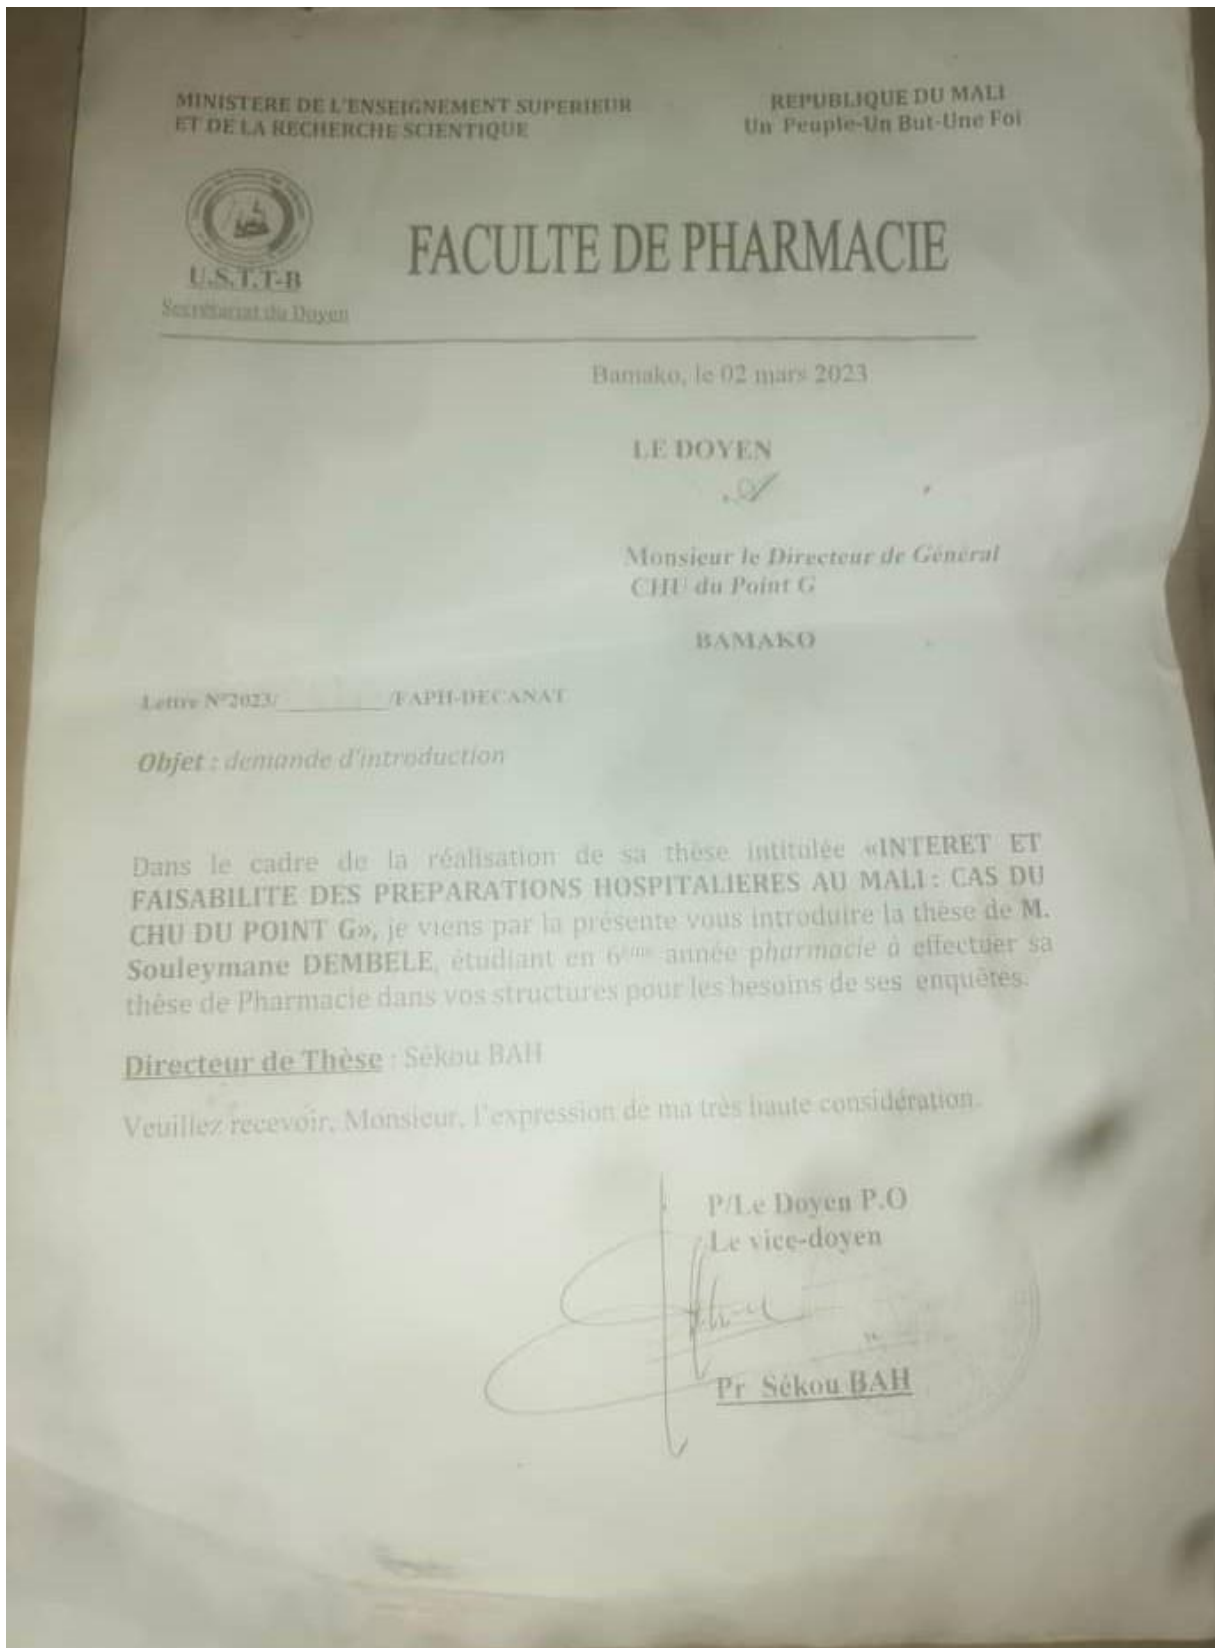 MINISTERE DE L'ENSEIGNEMENT SUPERIEUR
ET DE LA RECHERCHE SCIENTIQUE
REPUBLIQUE DU MALI
Un Peuple-Un But-Une Foi
U.S.T.T-B
Secrétariat du Doyen
FACULTE DE PHARMACIE
Bamako, le 02 mars 2023
LE DOYEN
A
Monsieur le Directeur de Général
CHU du Point G
BAMAKO
Lettre N°2023/__________/FAPH-DECANAT
Objet : demande d'introduction
Dans le cadre de la réalisation de sa thèse intitulée «INTERET ET
FAISABILITE DES PREPARATIONS HOSPITALIERES AU MALI : CAS DU
CHU DU POINT G», je viens par la présente vous introduire la thèse de M.
Souleymane DEMBELE, étudiant en 6ème année pharmacie à effectuer sa
thèse de Pharmacie dans vos structures pour les besoins de ses enquêtes.
Directeur de Thèse : Sékou BAH
Veuillez recevoir, Monsieur, l'expression de ma très haute considération.
P/Le Doyen P.O
Le vice-doyen
Pr Sékou BAH